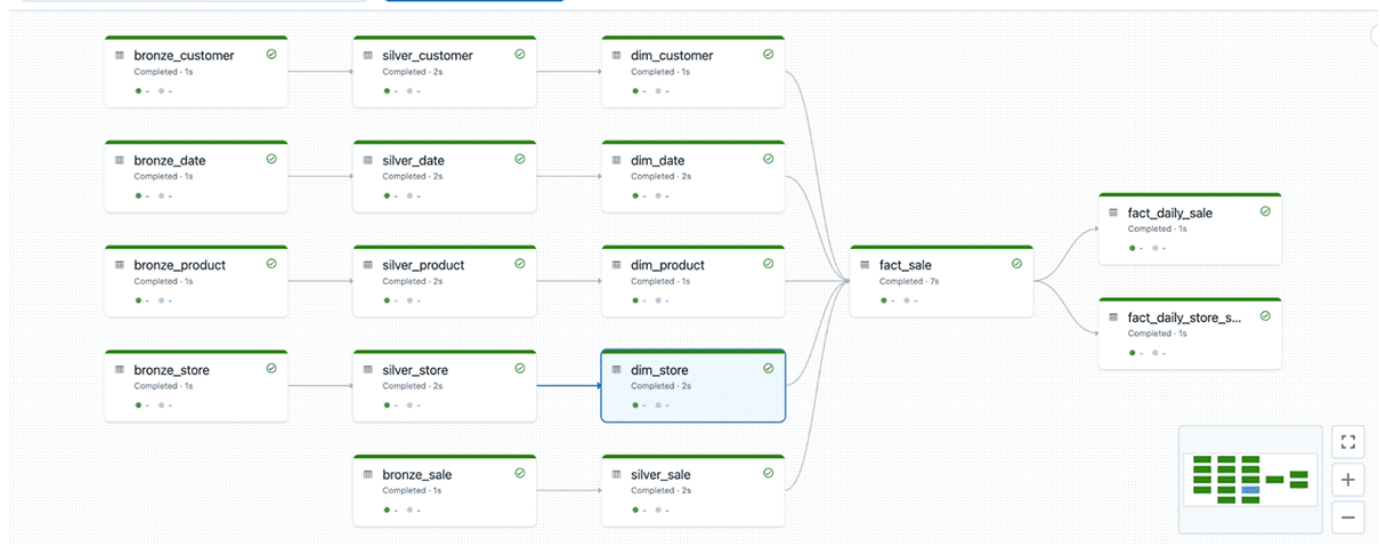 bronze_customer
Completed · 1s
- -
silver_customer
Completed · 2s
- -
dim_customer
Completed · 1s
- -
bronze_date
Completed · 1s
- -
silver_date
Completed · 2s
- -
dim_date
Completed · 2s
- -
bronze_product
Completed · 1s
- -
silver_product
Completed · 2s
- -
dim_product
Completed · 1s
- -
bronze_store
Completed · 1s
- -
silver_store
Completed · 2s
- -
dim_store
Completed · 2s
- -
bronze_sale
Completed · 1s
- -
silver_sale
Completed · 2s
- -
fact_sale
Completed · 7s
- -
fact_daily_sale
Completed · 1s
- -
fact_daily_store_s...
Completed · 1s
- -